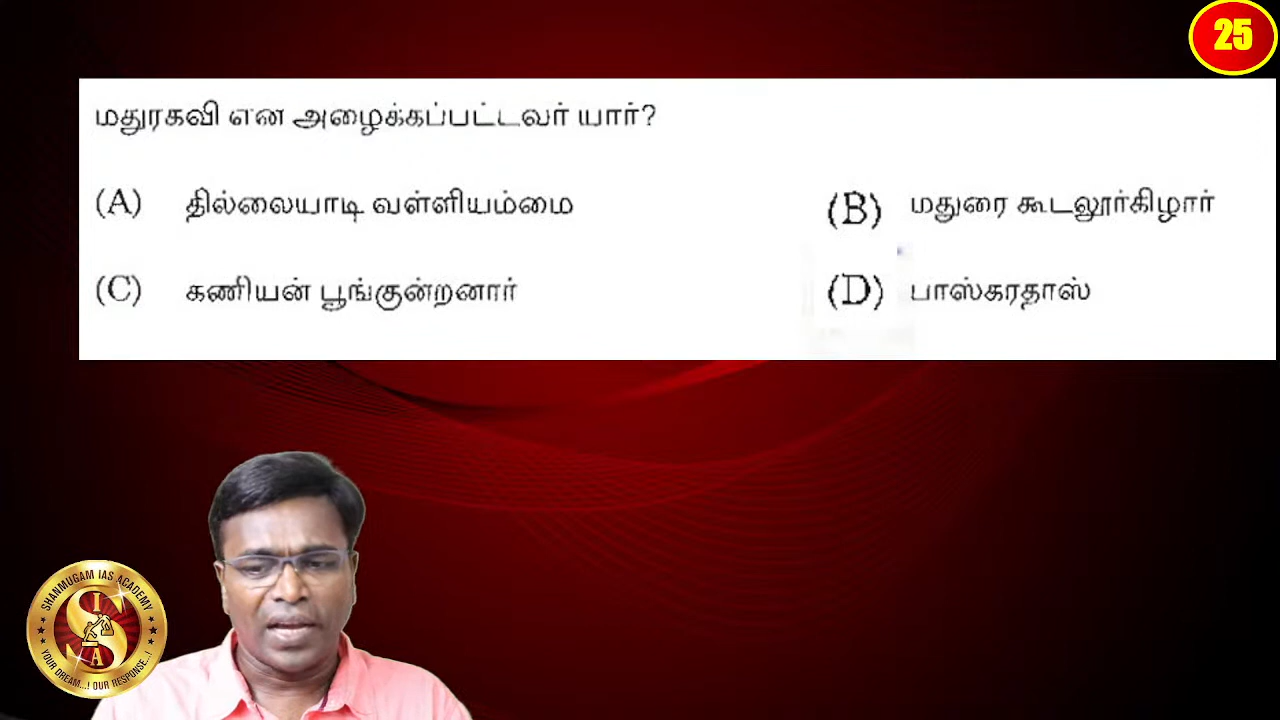 25
மதுரகவி என அழைக்கப்பட்டவர் யார்?
(A) தில்லையாடி வள்ளியம்மை (B) மதுரை கூடலூர்கிழார்
(C) கணியன் பூங்குன்றனார் (D) பாஸ்கரதாஸ்
SHANMUGAM IAS ACADEMY
S I A
YOUR DREAM...! OUR RESPONSE...!